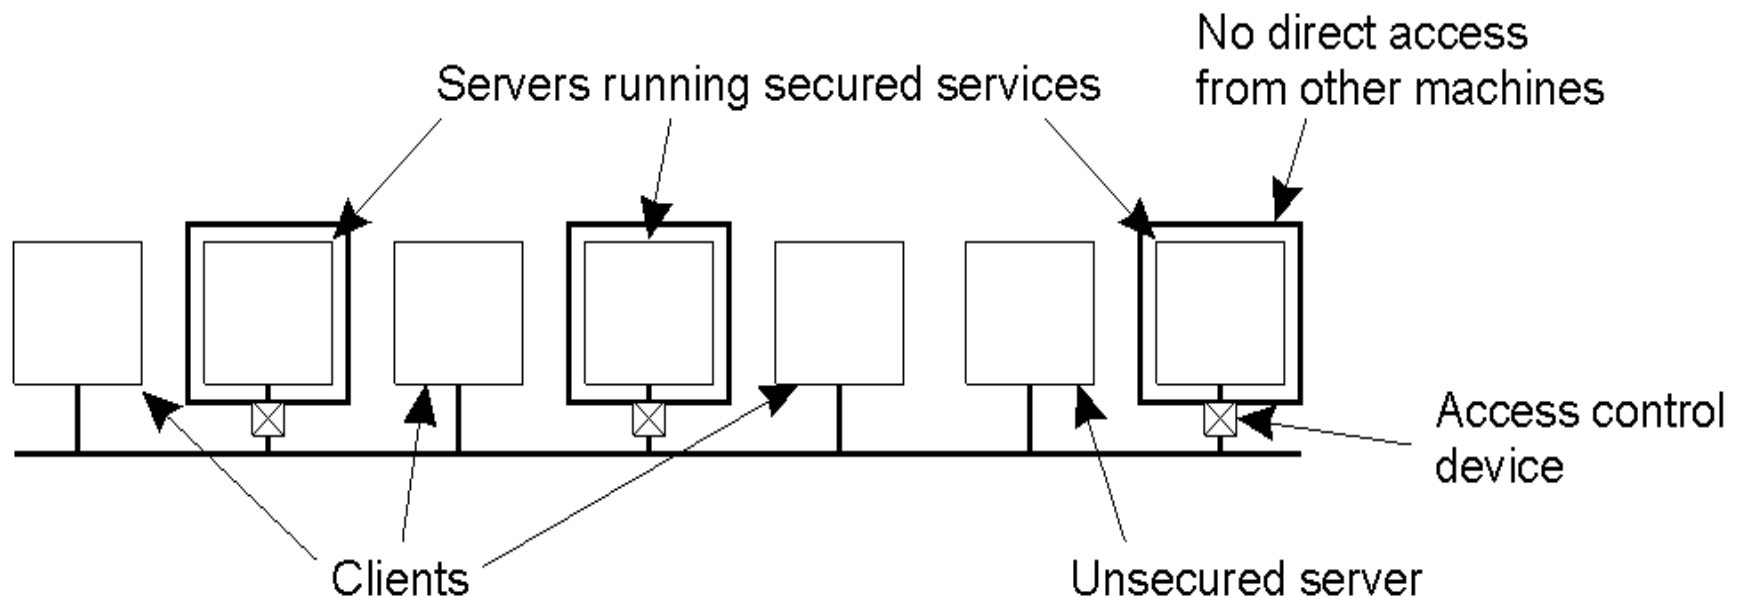 No direct access
from other machines
Servers running secured services
Access control
device
Clients
Unsecured server